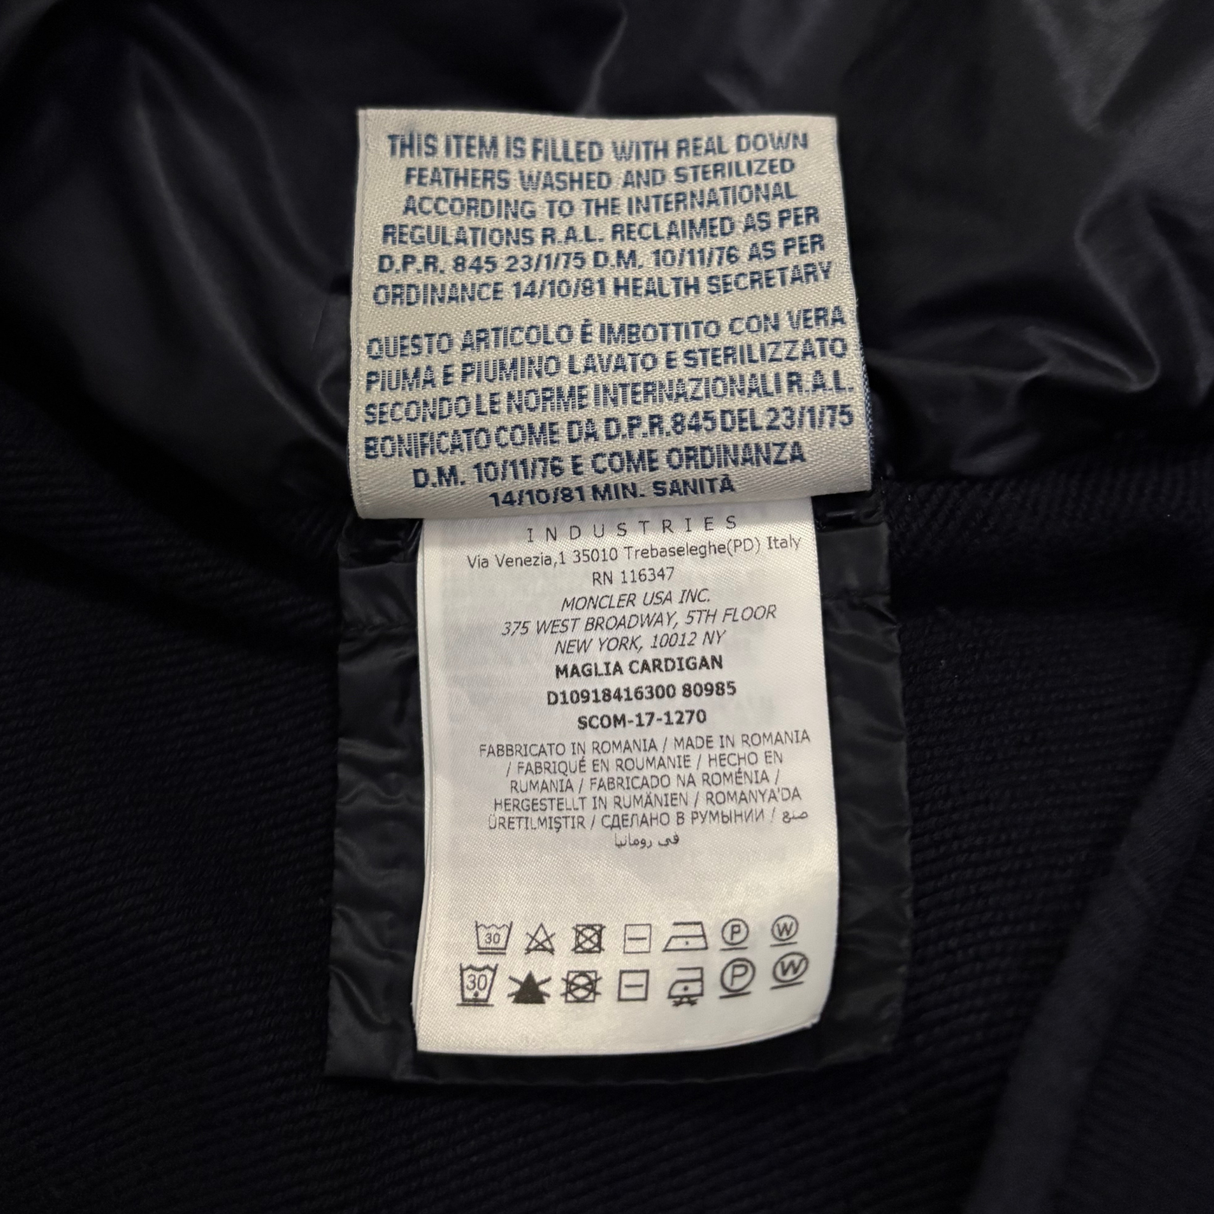 THIS ITEM IS FILLED WITH REAL DOWN
FEATHERS WASHED AND STERILIZED
ACCORDING TO THE INTERNATIONAL
REGULATIONS R.A.L. RECLAIMED AS PER
D.P.R. 845 23/1/75 D.M. 10/11/76 AS PER
ORDINANCE 14/10/81 HEALTH SECRETARY
QUESTO ARTICOLO È IMBOTTITO CON VERA
PIUMA E PIUMINO LAVATO E STERILIZZATO
SECONDO LE NORME INTERNAZIONALI R.A.L.
BONIFICATO COME DA D.P.R. 845 DEL 23/1/75
D.M. 10/11/76 E COME ORDINANZA
14/10/81 MIN. SANITÀ
INDUSTRIES
Via Venezia,1 35010 Trebaseleghe(PD) Italy
RN 116347
MONCLER USA INC.
375 WEST BROADWAY, 5TH FLOOR
NEW YORK, 10012 NY
MAGLIA CARDIGAN
D10918416300 80985
SCOM-17-1270
FABBRICATO IN ROMANIA / MADE IN ROMANIA
/ FABRIQUÉ EN ROUMANIE / HECHO EN
RUMANIA / FABRICADO NA ROMÉNIA /
HERGESTELLT IN RUMÄNIEN / ROMANYA'DA
ÜRETILMIŞTIR / СДЕЛАНО В РУМЫНИИ / صنع
في رومانيا
30 P W
30 P W